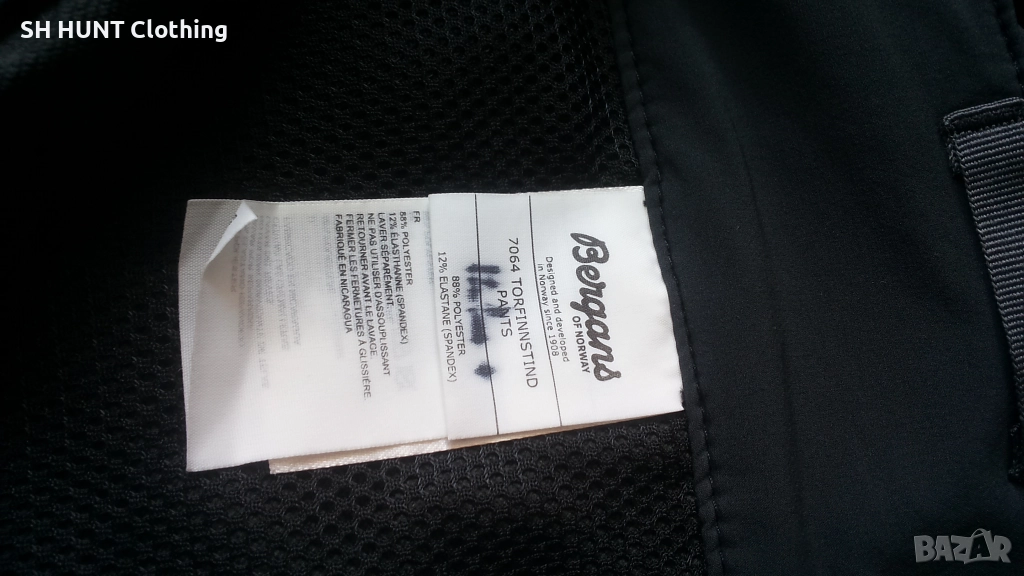 SH HUNT Clothing
Bergans
OF NORWAY
Designed and developed
in Norway since 1908
7064 TORFINNSTIND
PANTS
88% POLYESTER
12% ELASTANE (SPANDEX)
FR
88% POLYESTER
12% ÉLASTHANNE (SPANDEX)
LAVER SÉPARÉMENT
NE PAS UTILISER D'ASSOUPLISSANT
RETOURNER AVANT LE LAVAGE
FERMER LES FERMETURES À GLISSIÈRE
FABRIQUÉ EN NICARAGUA
BAZAR